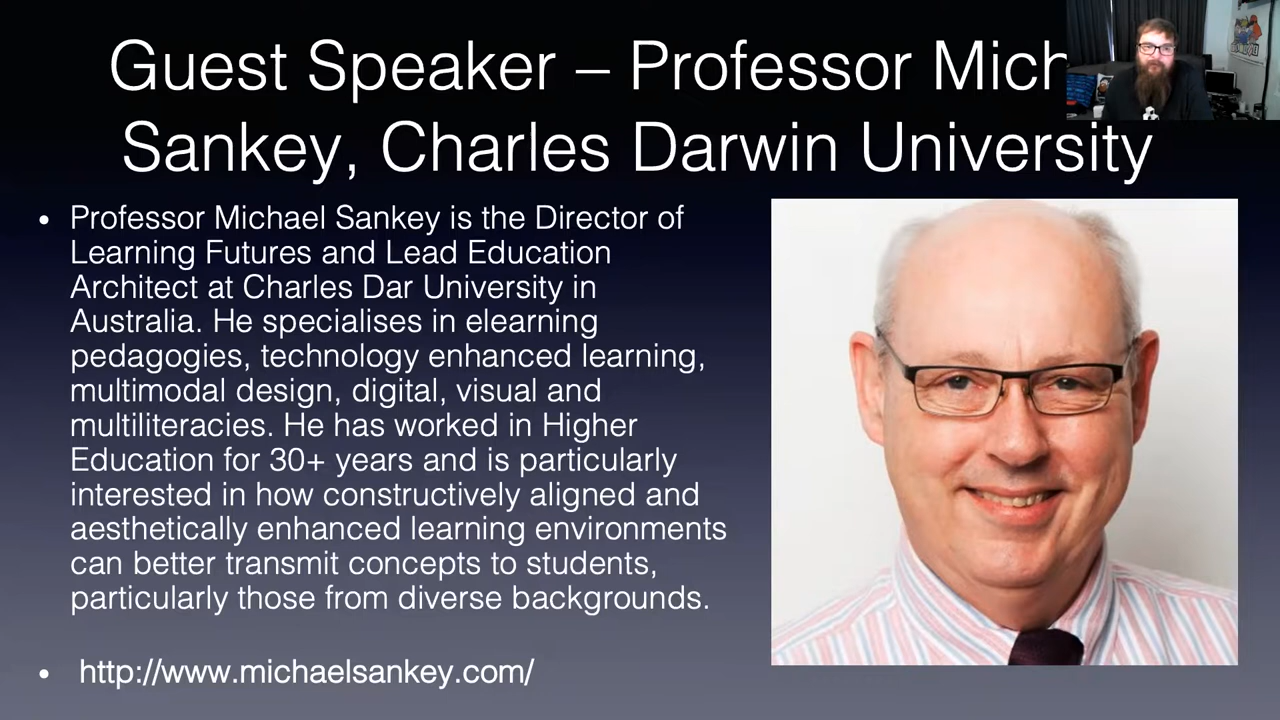 Guest Speaker – Professor Mich
Sankey, Charles Darwin University
• Professor Michael Sankey is the Director of
Learning Futures and Lead Education
Architect at Charles Dar University in
Australia. He specialises in elearning
pedagogies, technology enhanced learning,
multimodal design, digital, visual and
multiliteracies. He has worked in Higher
Education for 30+ years and is particularly
interested in how constructively aligned and
aesthetically enhanced learning environments
can better transmit concepts to students,
particularly those from diverse backgrounds.
• http://www.michaelsankey.com/